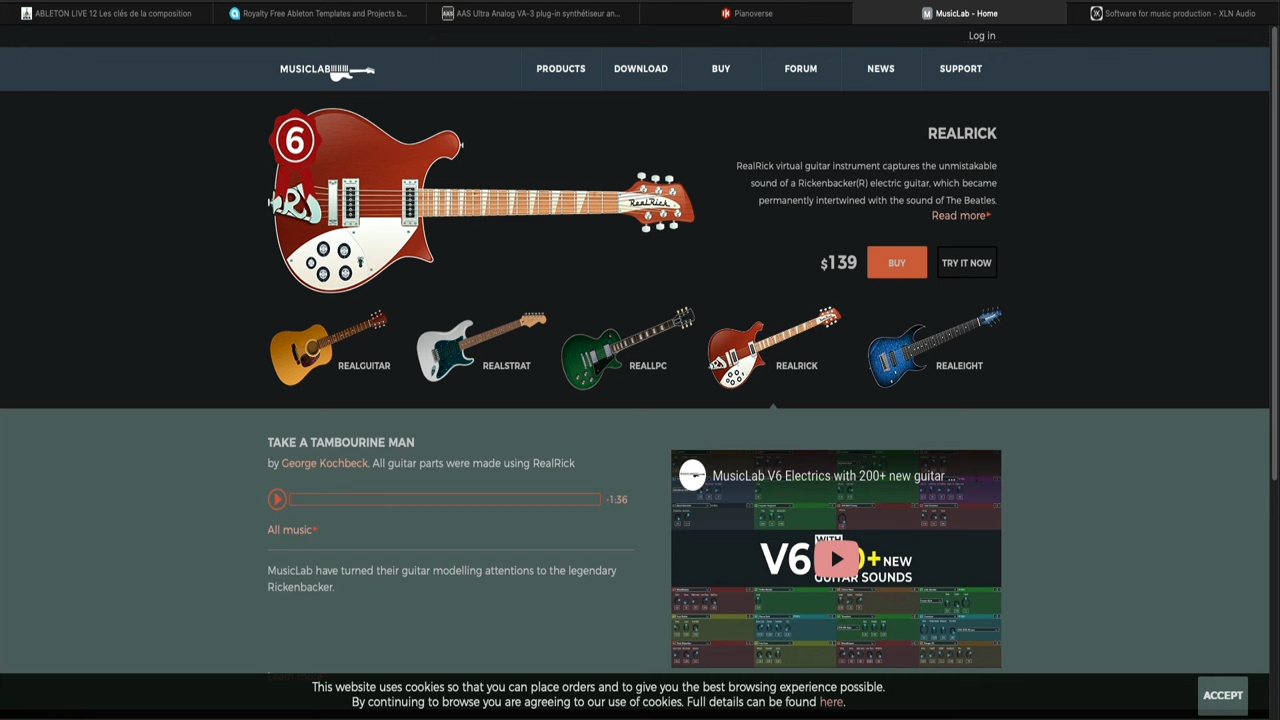 ABLETON LIVE 12 Les clés de la composition
Royalty Free Ableton Templates and Projects b...
AAS Ultra Analog VA-3 plug-in synthétiseur an...
Pianoverse
M MusicLab - Home
Software for music production - XLN Audio
Log in
MUSICLAB
PRODUCTS
DOWNLOAD
BUY
FORUM
NEWS
SUPPORT
6
RealRick
REALRICK
RealRick virtual guitar instrument captures the unmistakable
sound of a Rickenbacker(R) electric guitar, which became
permanently intertwined with the sound of The Beatles.
Read more
$139
BUY
TRY IT NOW
REALGUITAR
REALSTRAT
REALLPC
REALRICK
REALEIGHT
TAKE A TAMBOURINE MAN
by George Kochbeck. All guitar parts were made using RealRick
-1:36
All music
MusicLab have turned their guitar modelling attentions to the legendary
Rickenbacker.
MusicLab V6 Electrics with 200+ new guitar ...
V6 WITH 0+ NEW
GUITAR SOUNDS
This website uses cookies so that you can place orders and to give you the best browsing experience possible.
By continuing to browse you are agreeing to our use of cookies. Full details can be found here.
ACCEPT